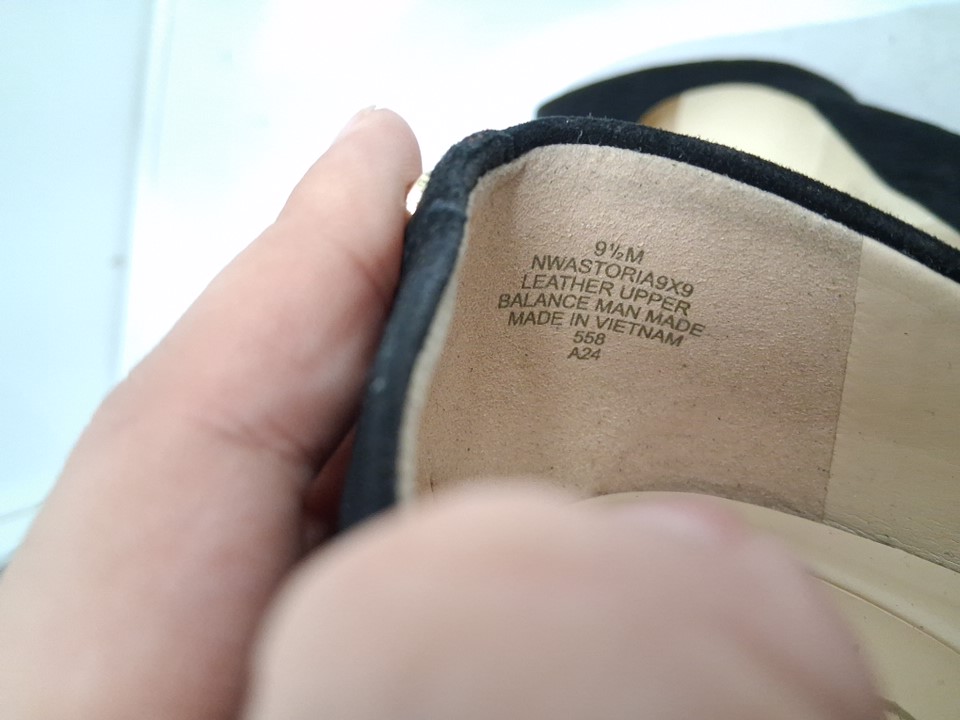 9½M
NWASTORIA9X9
LEATHER UPPER
BALANCE MAN MADE
MADE IN VIETNAM
558
A24